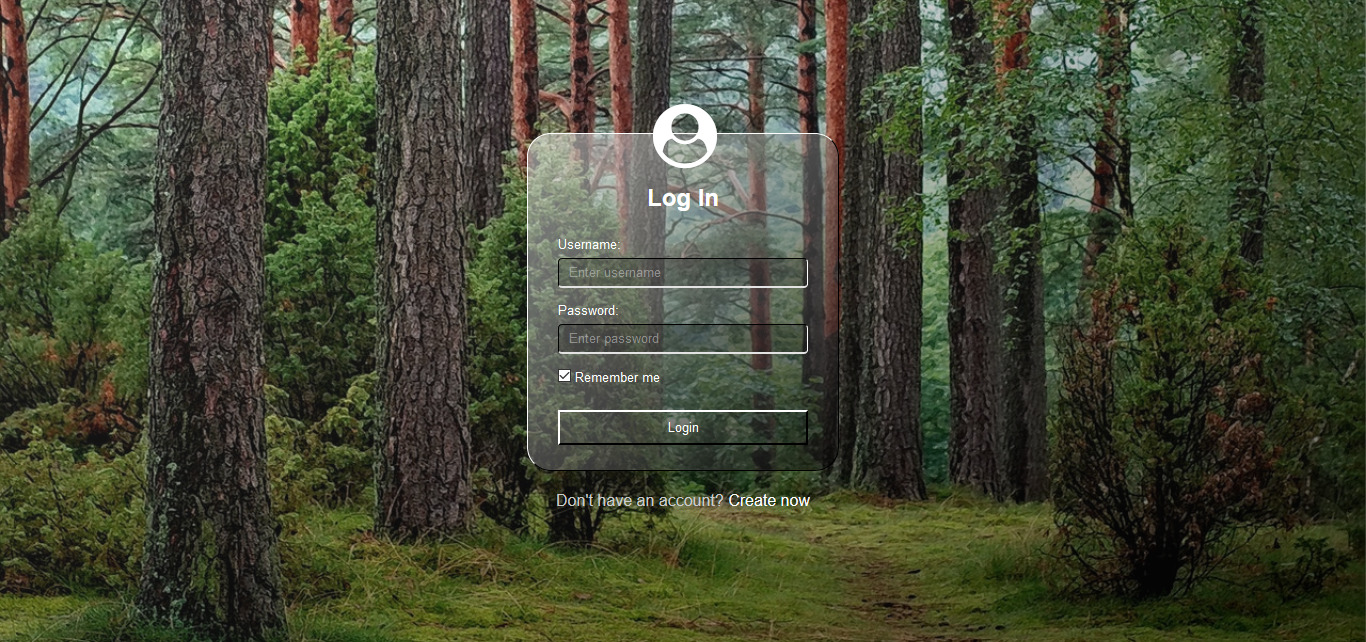 Log In
Username:
Enter username
Password:
Enter password
Remember me
Login
Don't have an account? Create now